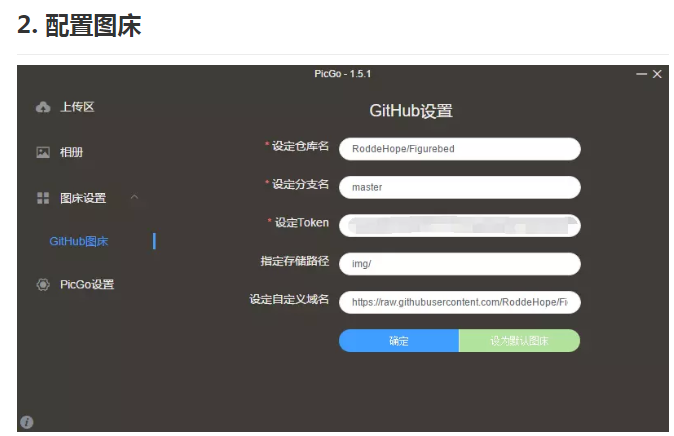 2. 配置图床
PicGo - 1.5.1
上传区
相册
图床设置
GitHub图床
PicGo设置
GitHub设置
* 设定仓库名
RoddeHope/Figurebed
* 设定分支名
master
* 设定Token
指定存储路径
img/
设定自定义域名
https://raw.githubusercontent.com/RoddeHope/Fi
确定
设为默认图床